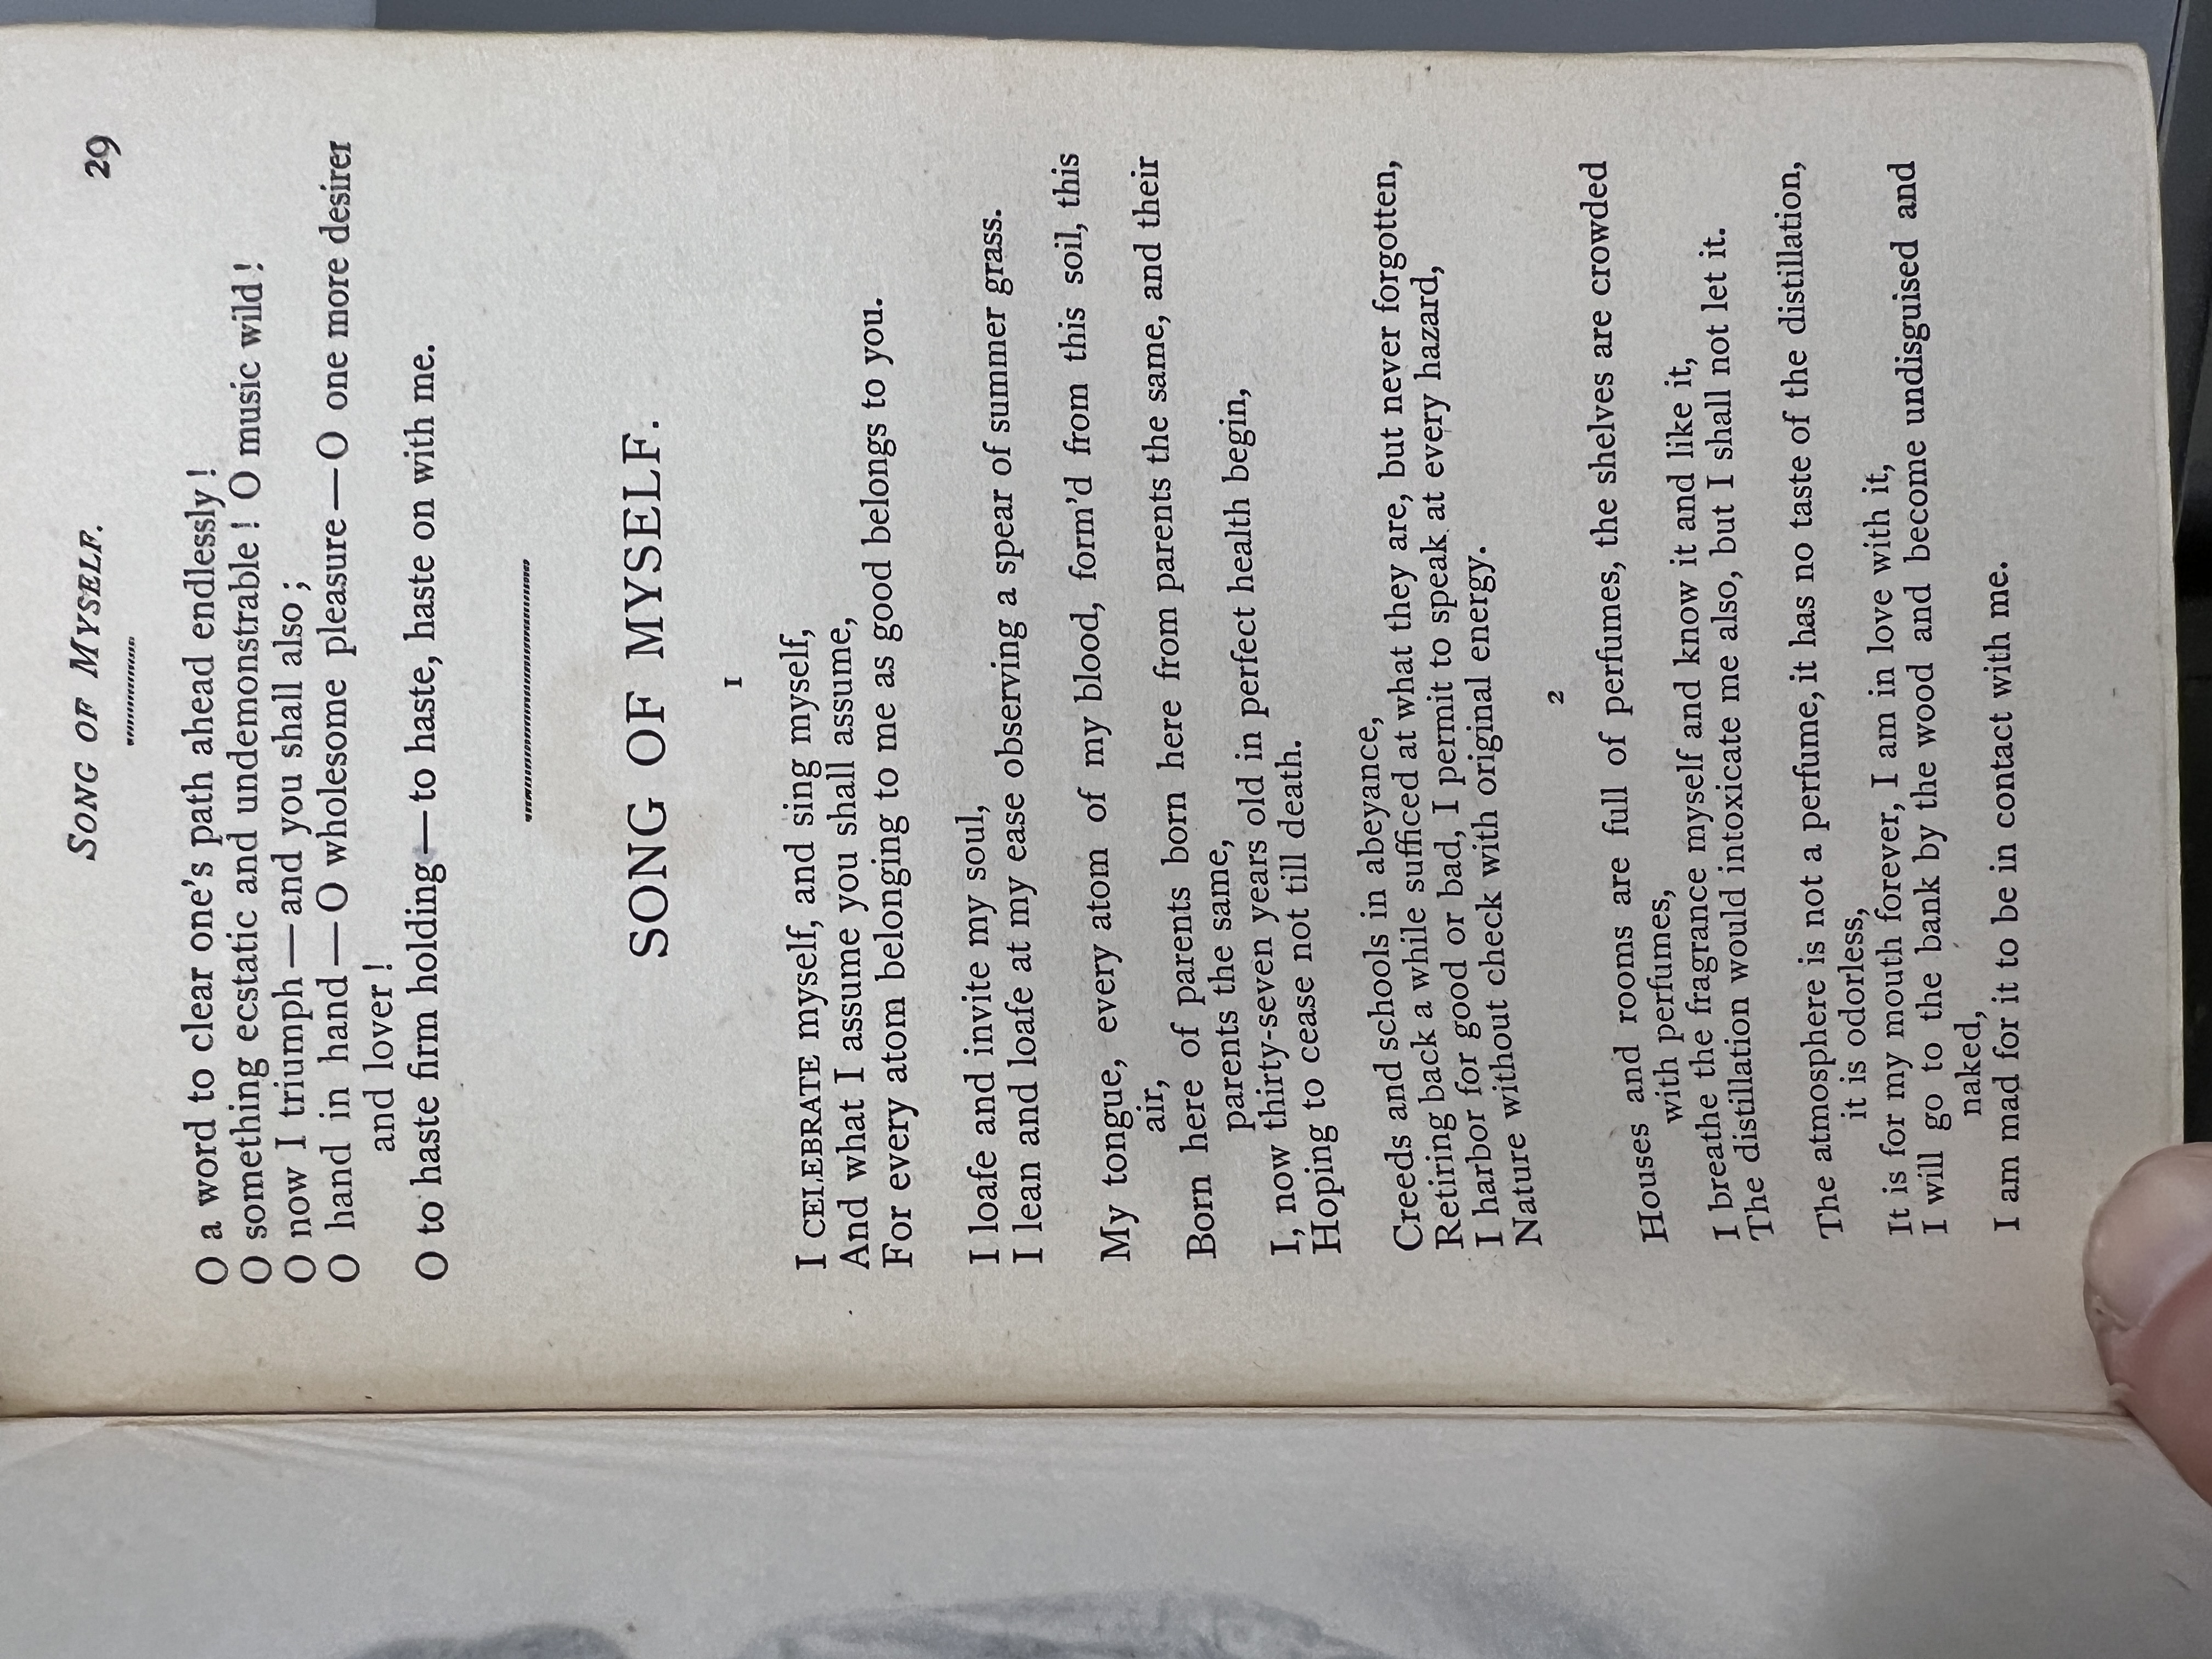 SONG OF MYSELF. 29
O a word to clear one's path ahead endlessly!
O something ecstatic and undemonstrable! O music wild!
O now I triumph—and you shall also;
O hand in hand—O wholesome pleasure—O one more desirer
and lover!
O to haste firm holding—to haste, haste on with me.
SONG OF MYSELF.
1
I CELEBRATE myself, and sing myself,
And what I assume you shall assume,
For every atom belonging to me as good belongs to you.
I loafe and invite my soul,
I lean and loafe at my ease observing a spear of summer grass.
My tongue, every atom of my blood, form'd from this soil, this
air,
Born here of parents born here from parents the same, and their
parents the same,
I, now thirty-seven years old in perfect health begin,
Hoping to cease not till death.
Creeds and schools in abeyance,
Retiring back a while sufficed at what they are, but never forgotten,
I harbor for good or bad, I permit to speak at every hazard,
Nature without check with original energy.
2
Houses and rooms are full of perfumes, the shelves are crowded
with perfumes,
I breathe the fragrance myself and know it and like it,
The distillation would intoxicate me also, but I shall not let it.
The atmosphere is not a perfume, it has no taste of the distillation,
it is odorless,
It is for my mouth forever, I am in love with it,
I will go to the bank by the wood and become undisguised and
naked,
I am mad for it to be in contact with me.